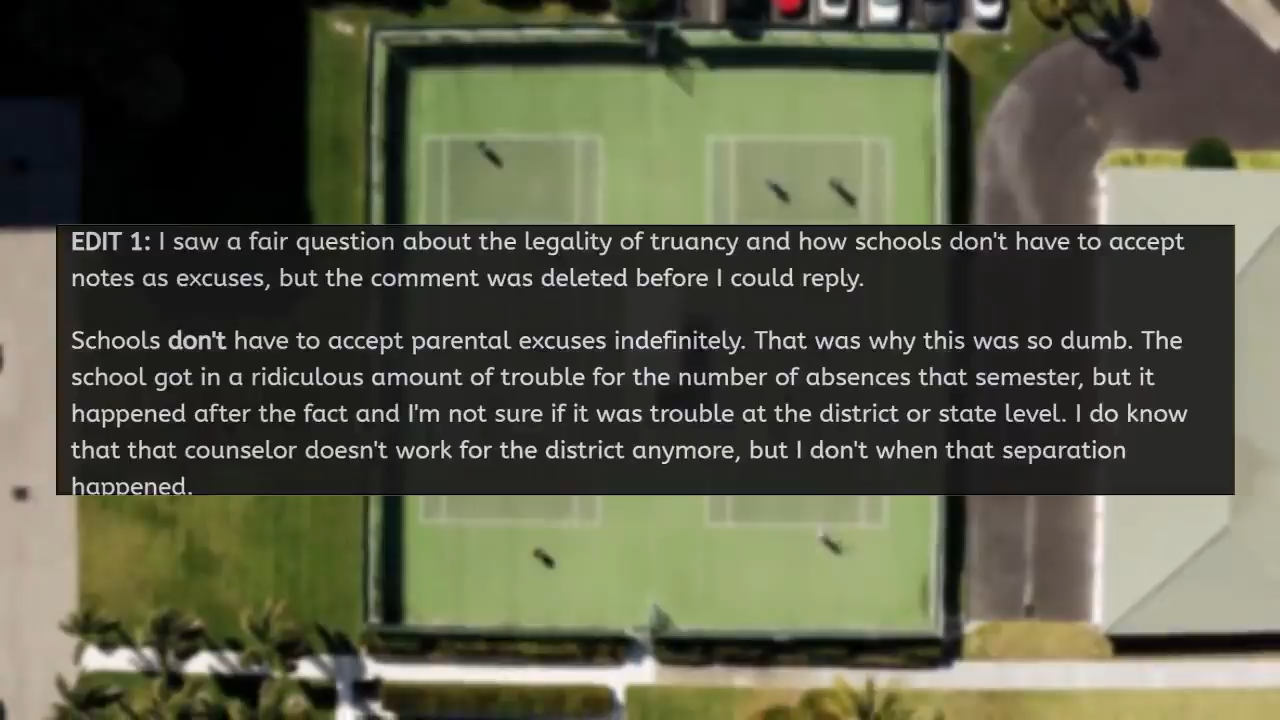 EDIT 1: I saw a fair question about the legality of truancy and how schools don't have to accept
notes as excuses, but the comment was deleted before I could reply.
Schools don't have to accept parental excuses indefinitely. That was why this was so dumb. The
school got in a ridiculous amount of trouble for the number of absences that semester, but it
happened after the fact and I'm not sure if it was trouble at the district or state level. I do know
that that counselor doesn't work for the district anymore, but I don't when that separation
happened.